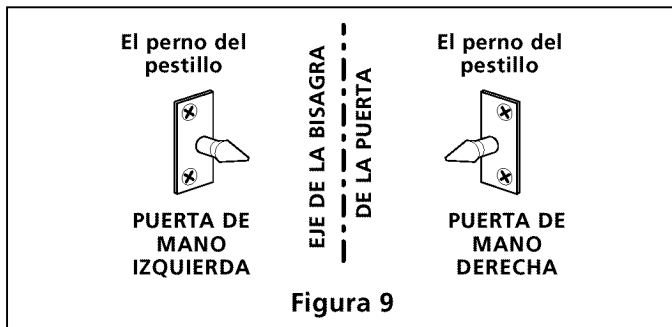 El perno del
pestillo
PUERTA DE
MANO
IZQUIERDA
EJE DE LA BISAGRA
DE LA PUERTA
El perno del
pestillo
PUERTA DE
MANO
DERECHA
Figura 9